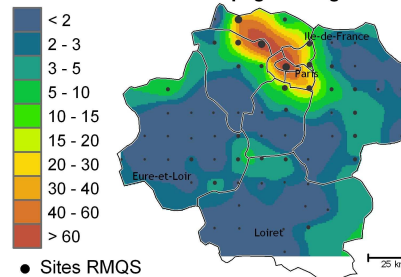 < 2
2 - 3
3 - 5
5 - 10
10 - 15
15 - 20
20 - 30
30 - 40
40 - 60
> 60
Sites RMQS
Ile-de-France
Paris
Eure-et-Loir
Loiret
25 km